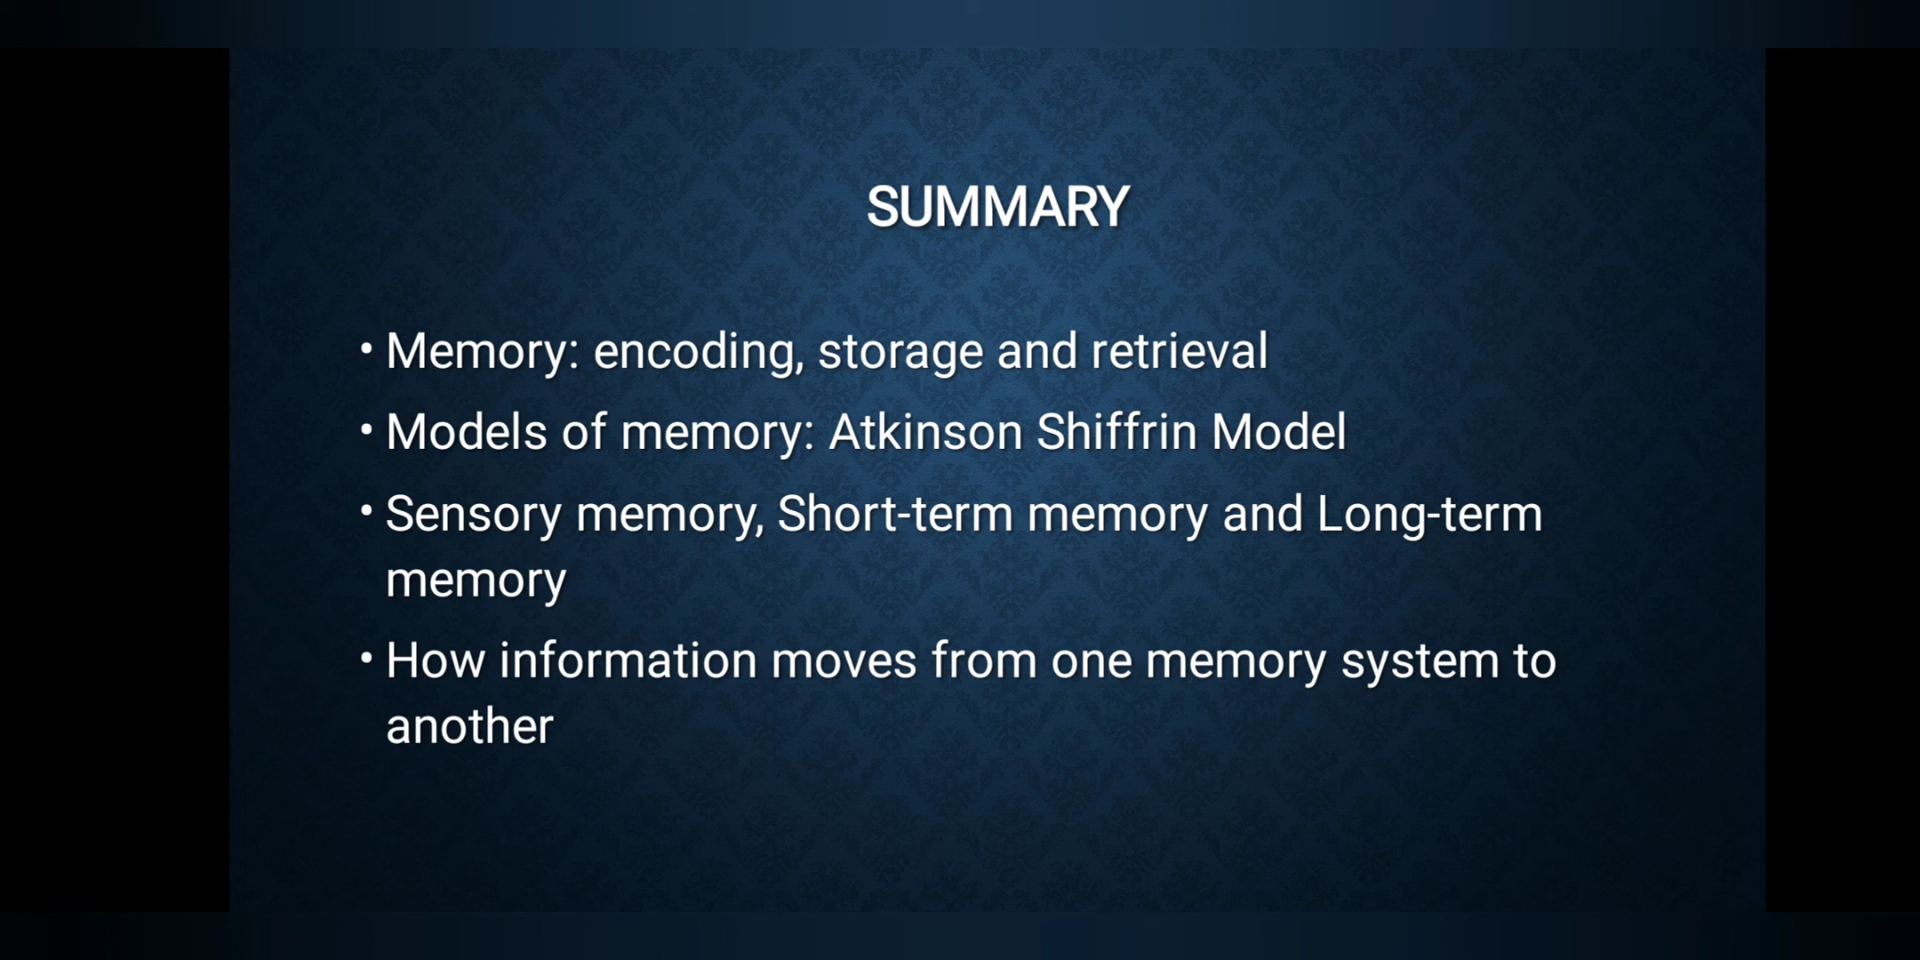 SUMMARY
• Memory: encoding, storage and retrieval
• Models of memory: Atkinson Shiffrin Model
• Sensory memory, Short-term memory and Long-term
memory
• How information moves from one memory system to
another